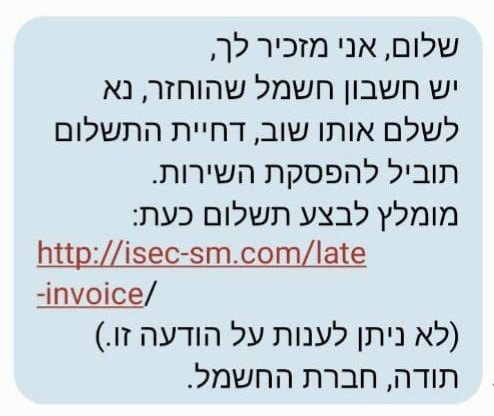 שלום, אני מזכיר לך,
יש חשבון חשמל שהוחזר, נא
לשלם אותו שוב, דחיית התשלום
תוביל להפסקת השירות.
מומלץ לבצע תשלום כעת:
http://isec-sm.com/late
-invoice/
(לא ניתן לענות על הודעה זו.)
תודה, חברת החשמל.